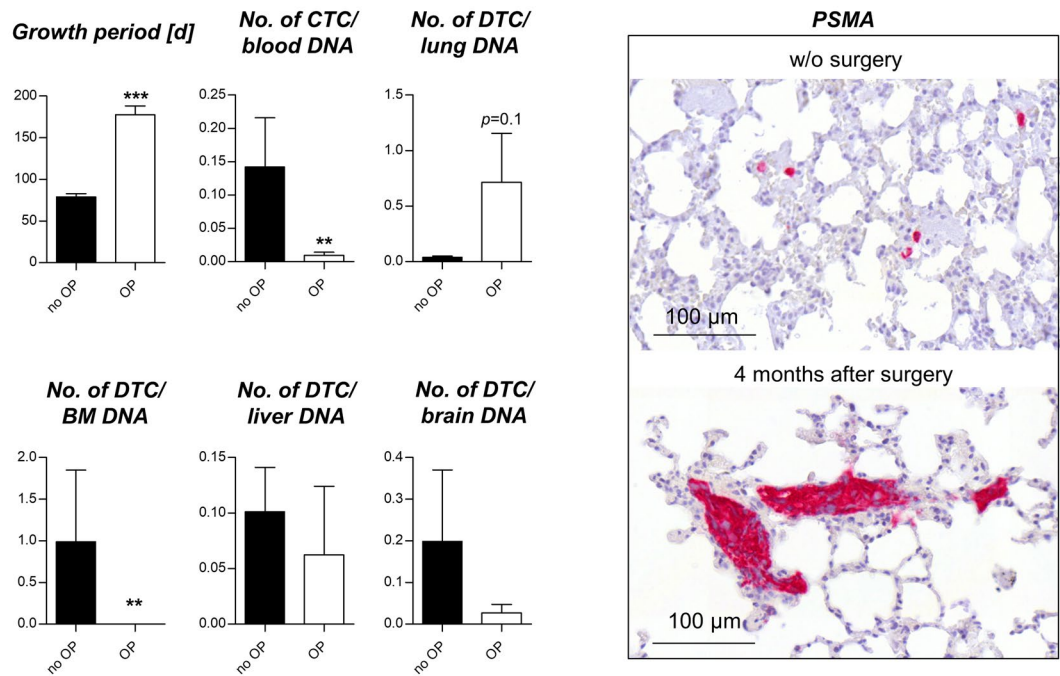 Growth period [d]
No. of CTC/
blood DNA
No. of DTC/
lung DNA
PSMA
200
150
100
50
0
***
no OP
OP
0.25
0.20
0.15
0.10
0.05
0.00
**
no OP
OP
1.5
1.0
0.5
0.0
p=0.1
no OP
OP
w/o surgery
100 µm
No. of DTC/
BM DNA
No. of DTC/
liver DNA
No. of DTC/
brain DNA
2.0
1.5
1.0
0.5
0.0
**
no OP
OP
0.15
0.10
0.05
0.00
no OP
OP
0.4
0.3
0.2
0.1
0.0
no OP
OP
4 months after surgery
100 µm